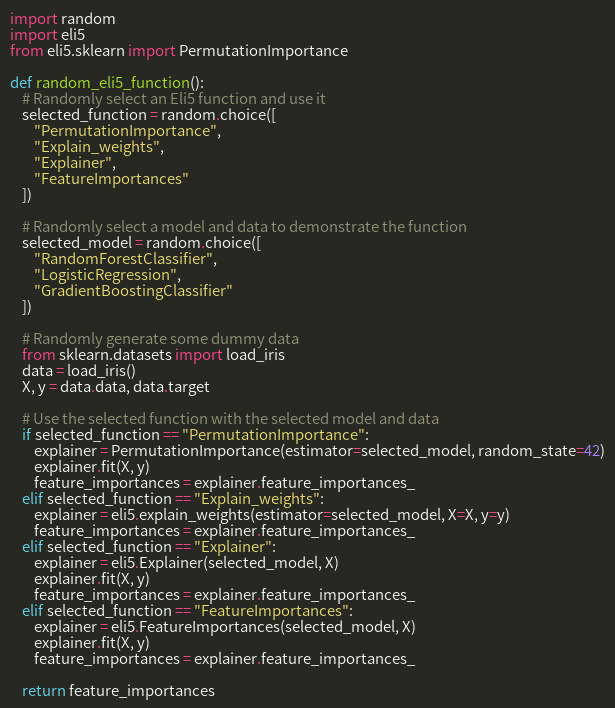 import random
import eli5
from eli5.sklearn import PermutationImportance

def random_eli5_function():
    # Randomly select an Eli5 function and use it
    selected_function = random.choice([
        "PermutationImportance",
        "Explain_weights",
        "Explainer",
        "FeatureImportances"
    ])

    # Randomly select a model and data to demonstrate the function
    selected_model = random.choice([
        "RandomForestClassifier",
        "LogisticRegression",
        "GradientBoostingClassifier"
    ])

    # Randomly generate some dummy data
    from sklearn.datasets import load_iris
    data = load_iris()
    X, y = data.data, data.target

    # Use the selected function with the selected model and data
    if selected_function == "PermutationImportance":
        explainer = PermutationImportance(estimator=selected_model, random_state=42)
        explainer.fit(X, y)
        feature_importances = explainer.feature_importances_
    elif selected_function == "Explain_weights":
        explainer = eli5.explain_weights(estimator=selected_model, X=X, y=y)
        feature_importances = explainer.feature_importances_
    elif selected_function == "Explainer":
        explainer = eli5.Explainer(selected_model, X)
        explainer.fit(X, y)
        feature_importances = explainer.feature_importances_
    elif selected_function == "FeatureImportances":
        explainer = eli5.FeatureImportances(selected_model, X)
        explainer.fit(X, y)
        feature_importances = explainer.feature_importances_

    return feature_importances